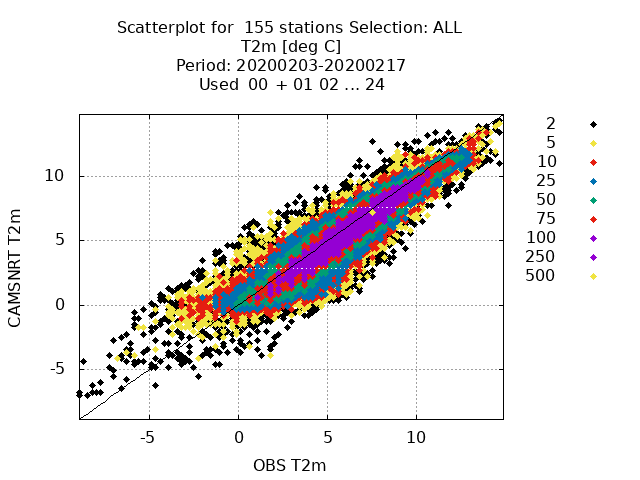 Scatterplot for  155 stations Selection: ALL
T2m [deg C]
Period: 20200203-20200217
Used  00 + 01 02 ... 24
2
5
10
25
50
75
100
250
500
10
5
0
-5
CAMSNRT T2m
-5 0 5 10
OBS T2m